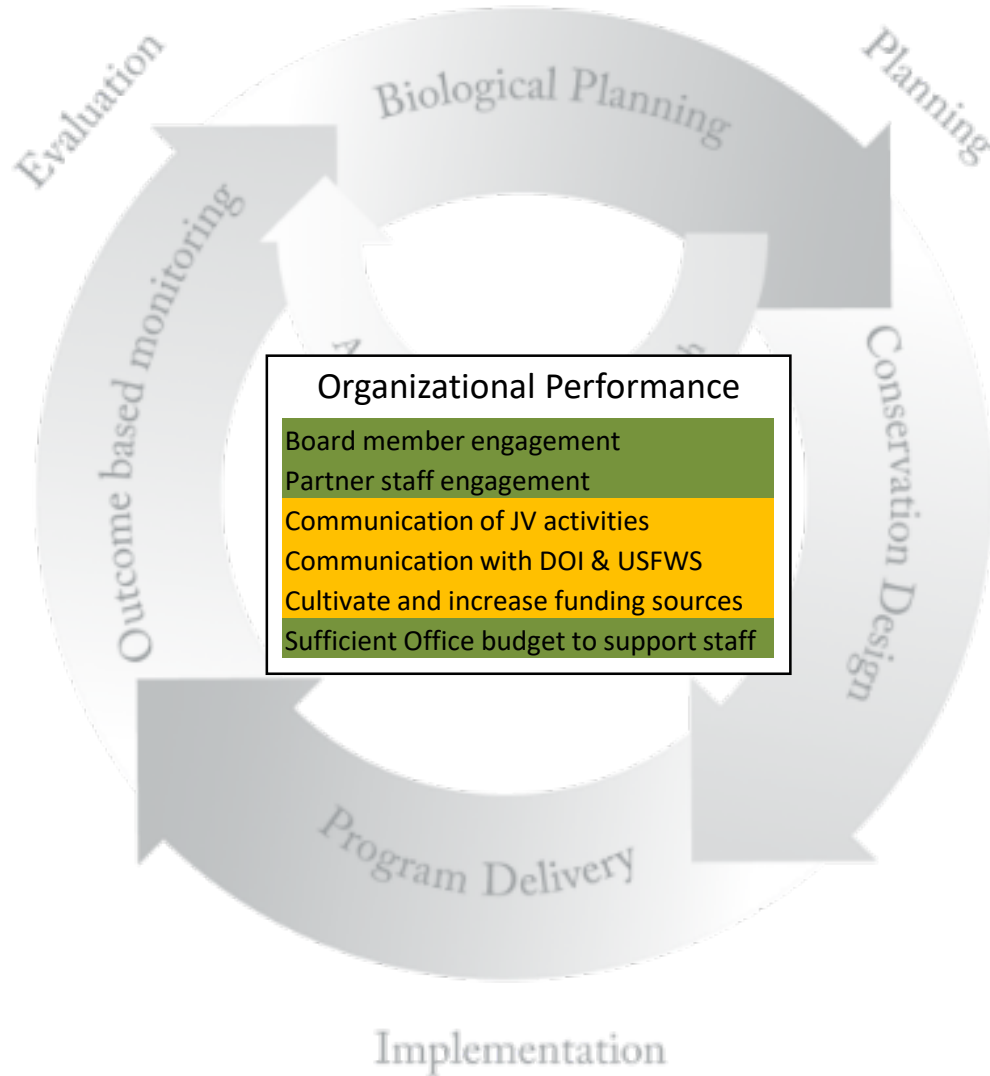 Evaluation
Planning
Biological Planning
Outcome based monitoring
Conservation Design
Organizational Performance
Board member engagement
Partner staff engagement
Communication of JV activities
Communication with DOI & USFWS
Cultivate and increase funding sources
Sufficient Office budget to support staff
Program Delivery
Implementation